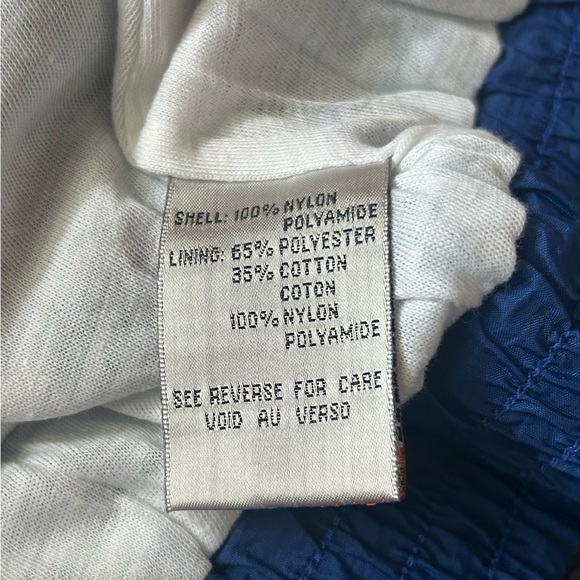 SHELL: 100% NYLON
POLYAMIDE
LINING: 65% POLYESTER
35% COTTON
COTON
100% NYLON
POLYAMIDE
SEE REVERSE FOR CARE
VOID AU VERSO